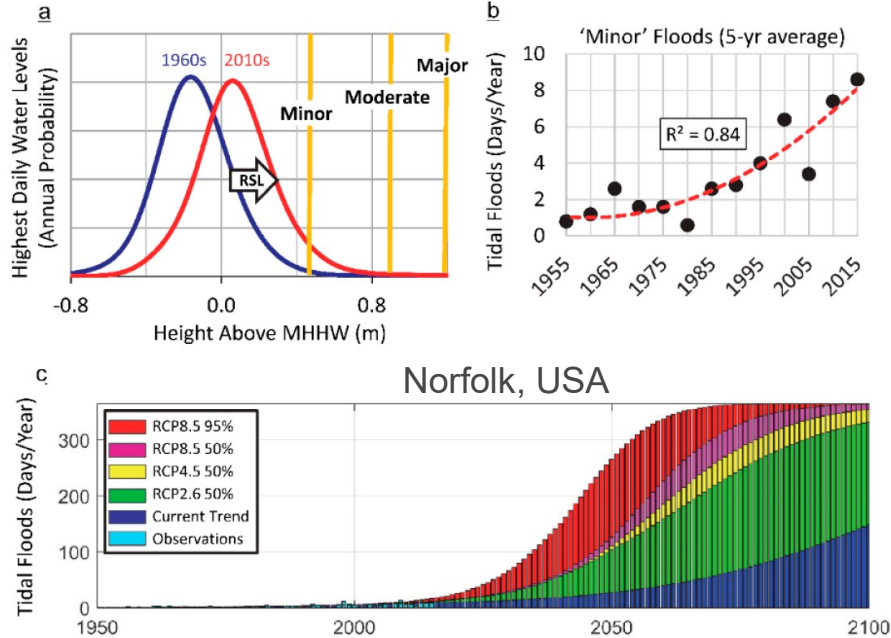 a
1960s 2010s
Minor
Moderate
Major
RSL
Highest Daily Water Levels
(Annual Probability)
-0.8 0.0 0.8
Height Above MHHW (m)
b
'Minor' Floods (5-yr average)
Tidal Floods (Days/Year)
10
8
6
4
2
0
R² = 0.84
1955 1965 1975 1985 1995 2005 2015
c
Norfolk, USA
Tidal Floods (Days/Year)
300
200
100
0
RCP8.5 95%
RCP8.5 50%
RCP4.5 50%
RCP2.6 50%
Current Trend
Observations
1950 2000 2050 2100